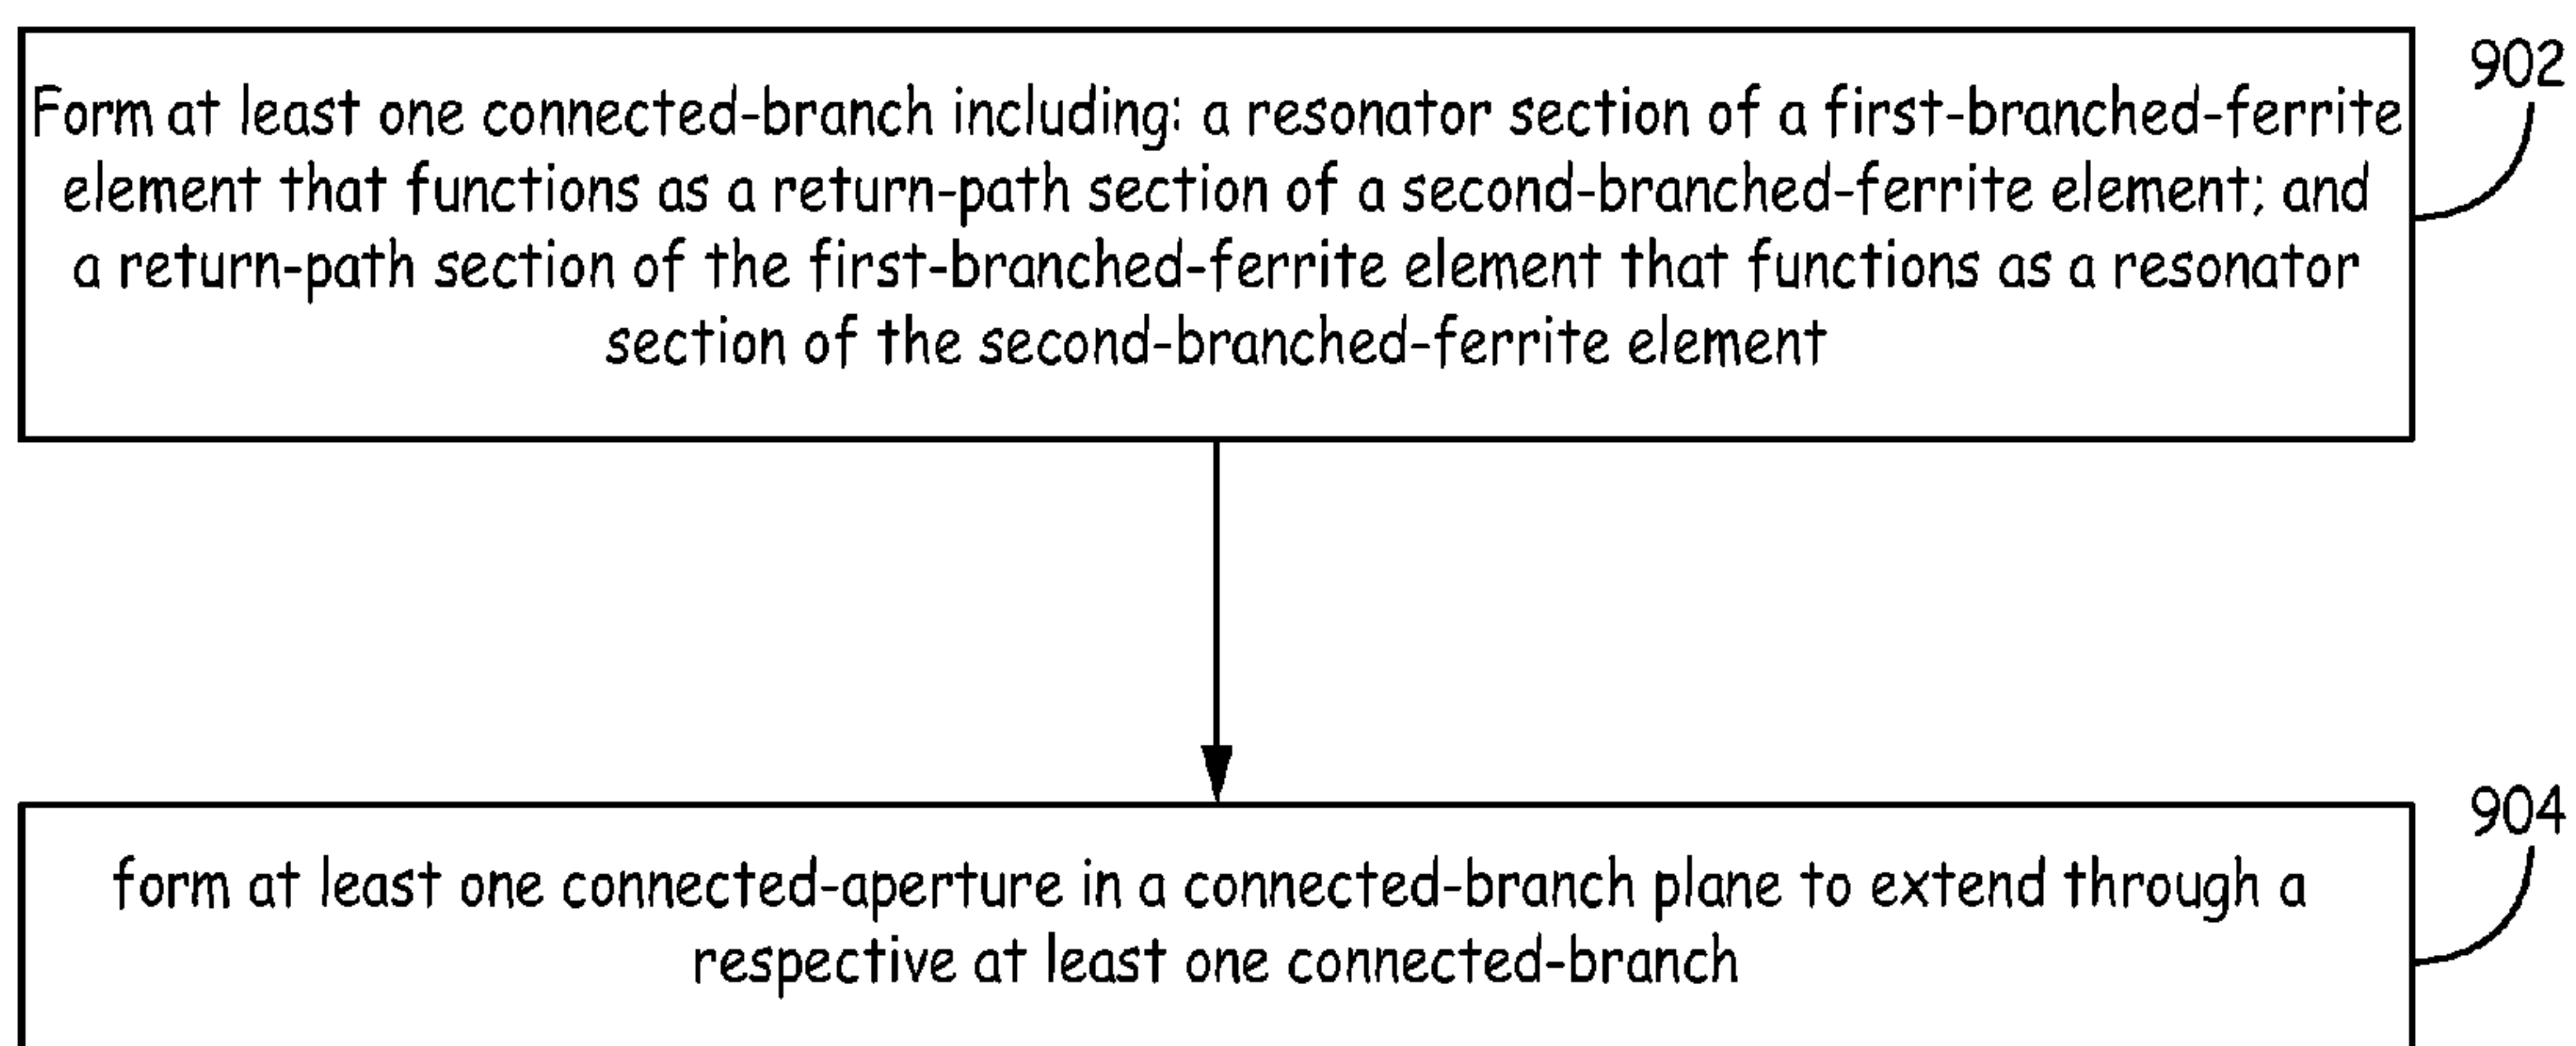 902
Form at least one connected-branch including: a resonator section of a first-branched-ferrite
element that functions as a return-path section of a second-branched-ferrite element; and
a return-path section of the first-branched-ferrite element that functions as a resonator
section of the second-branched-ferrite element
904
form at least one connected-aperture in a connected-branch plane to extend through a
respective at least one connected-branch